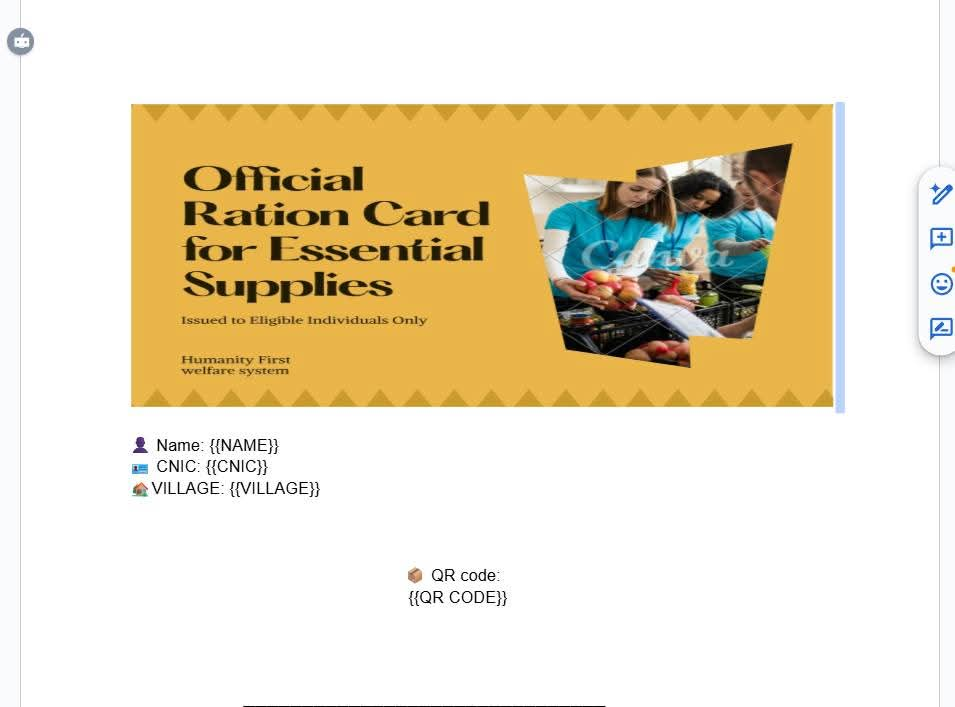 Official
Ration Card
for Essential
Supplies
Issued to Eligible Individuals Only
Humanity First
welfare system
Canva
Name: {{NAME}}
CNIC: {{CNIC}}
VILLAGE: {{VILLAGE}}
QR code:
{{QR CODE}}